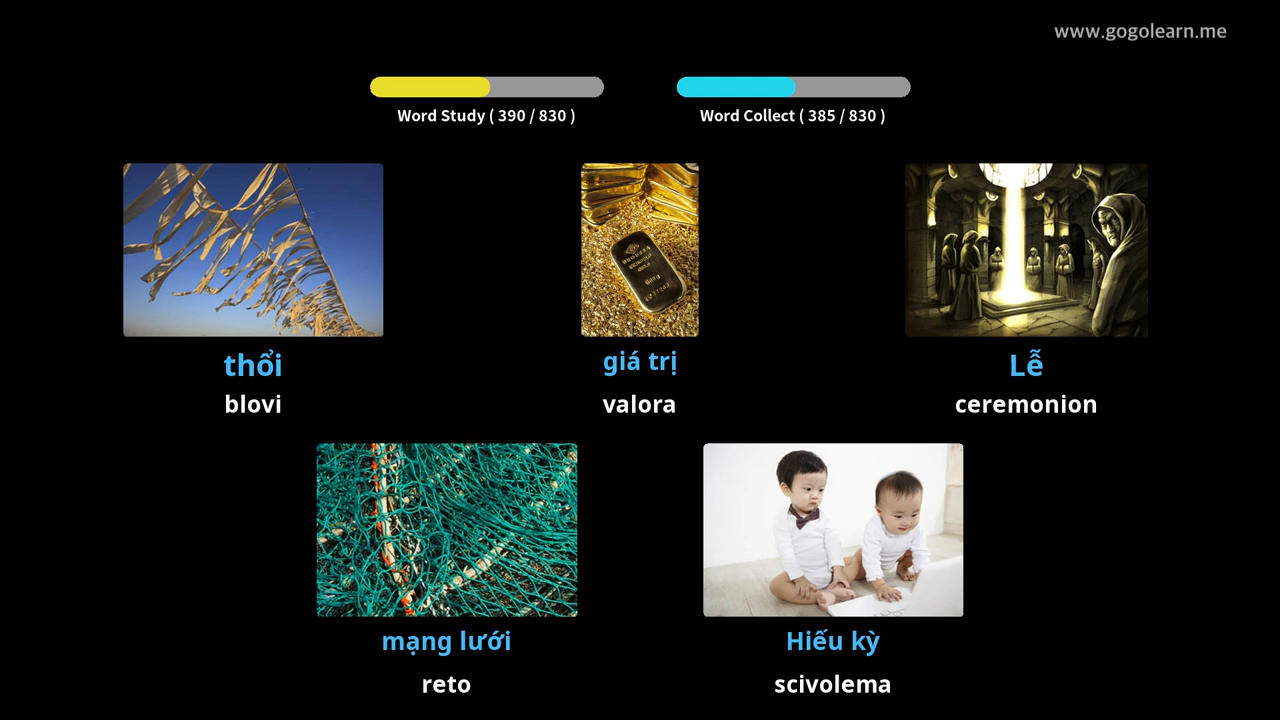 www.gogolearn.me
Word Study ( 390 / 830 )
Word Collect ( 385 / 830 )
thổi
blovi
giá trị
valora
Lễ
ceremonion
mạng lưới
reto
Hiếu kỳ
scivolema